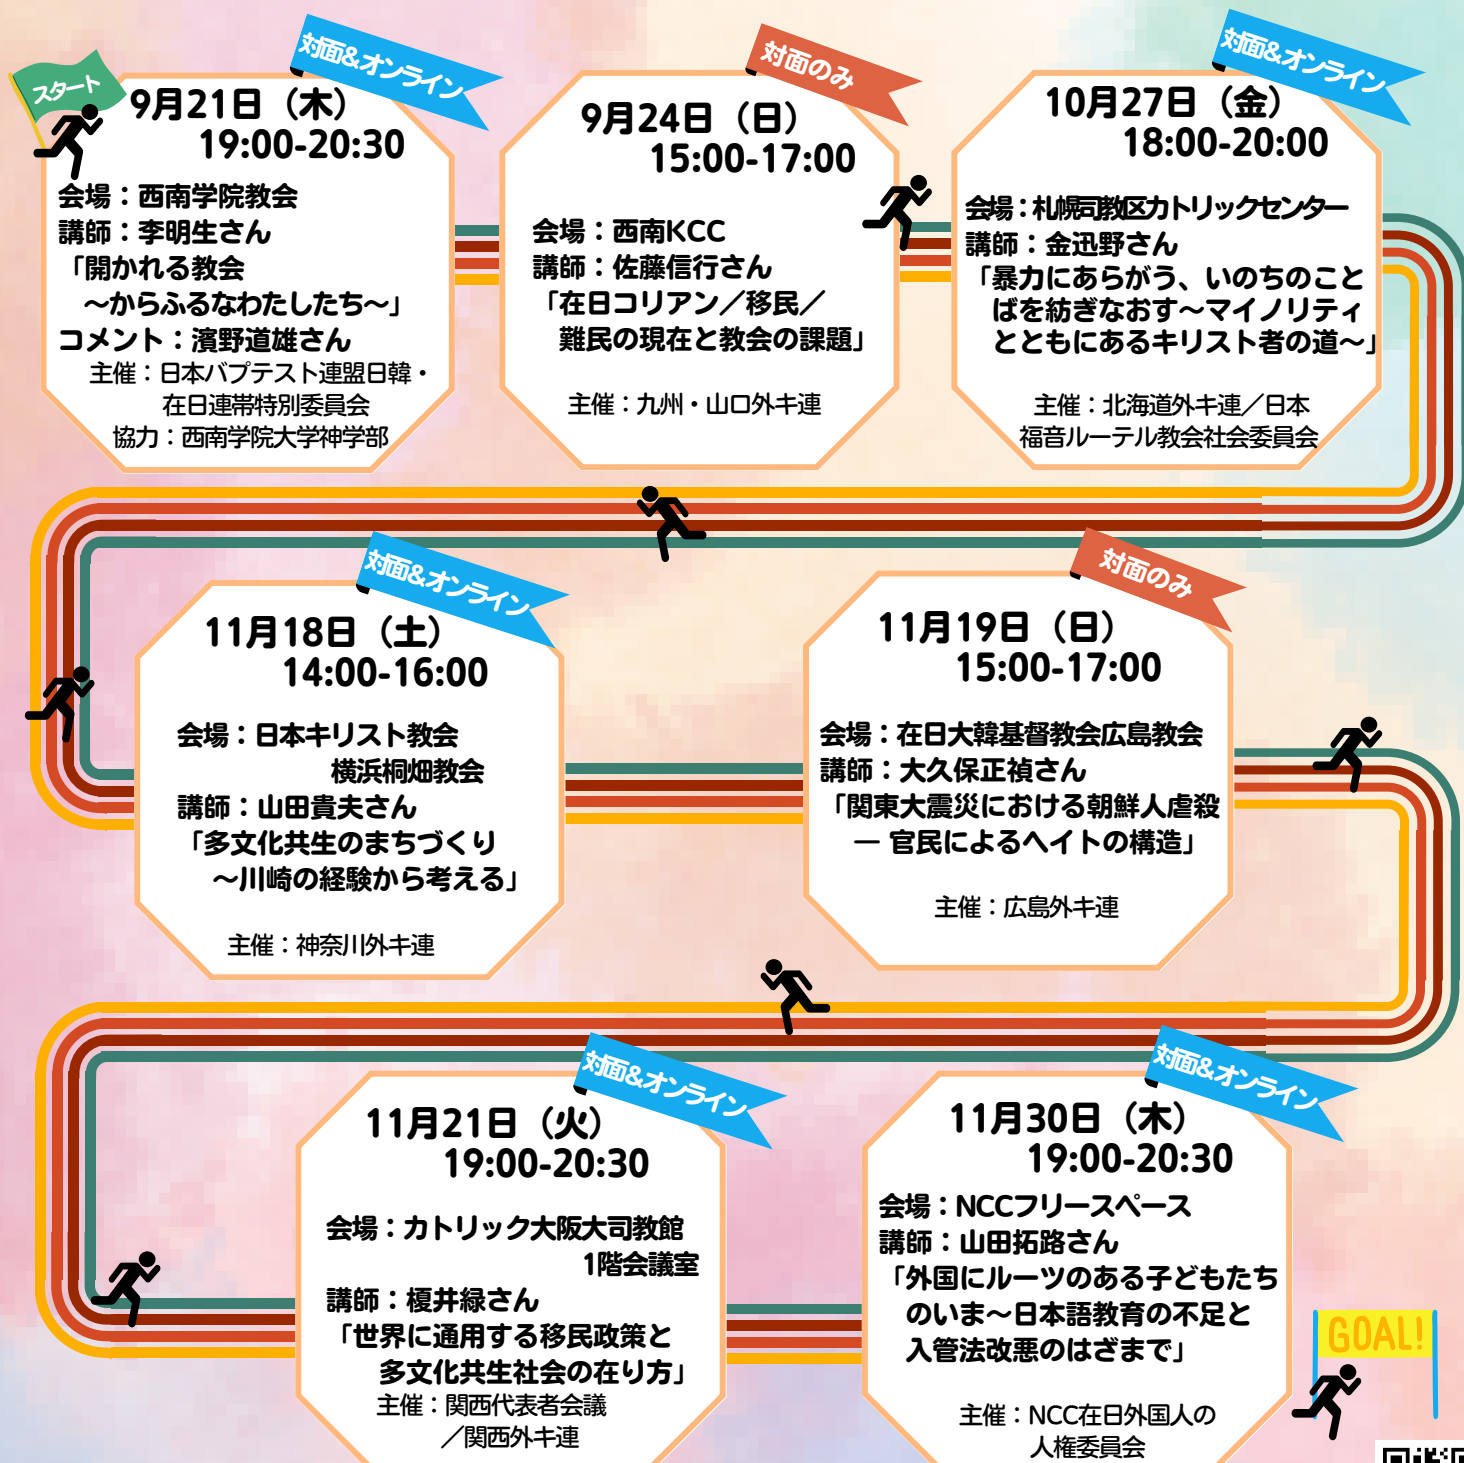 スタート
対面&オンライン
9月21日（木）
19:00-20:30
会場：西南学院教会
講師：李明生さん
「開かれる教会
～からふるなわたしたち～」
コメント：濱野道雄さん
主催：日本バプテスト連盟日韓・
在日連帯特別委員会
協力：西南学院大学神学部
対面のみ
9月24日（日）
15:00-17:00
会場：西南KCC
講師：佐藤信行さん
「在日コリアン／移民／
難民の現在と教会の課題」
主催：九州・山口外キ連
対面&オンライン
10月27日（金）
18:00-20:00
会場：札幌司教区カトリックセンター
講師：金迅野さん
「暴力にあらがう、いのちのこと
ばを紡ぎなおす～マイノリティ
とともにあるキリスト者の道～」
主催：北海道外キ連／日本
福音ルーテル教会社会委員会
対面&オンライン
11月18日（土）
14:00-16:00
会場：日本キリスト教会
横浜桐畑教会
講師：山田貴夫さん
「多文化共生のまちづくり
～川崎の経験から考える」
主催：神奈川外キ連
対面のみ
11月19日（日）
15:00-17:00
会場：在日大韓基督教会広島教会
講師：大久保正禎さん
「関東大震災における朝鮮人虐殺
― 官民によるヘイトの構造」
主催：広島外キ連
対面&オンライン
11月21日（火）
19:00-20:30
会場：カトリック大阪大司教館
1階会議室
講師：榎井緑さん
「世界に通用する移民政策と
多文化共生社会の在り方」
主催：関西代表者会議
／関西外キ連
対面&オンライン
11月30日（木）
19:00-20:30
会場：NCCフリースペース
講師：山田拓路さん
「外国にルーツのある子どもたち
のいま～日本語教育の不足と
入管法改悪のはざまで」
主催：NCC在日外国人の
人権委員会
GOAL!